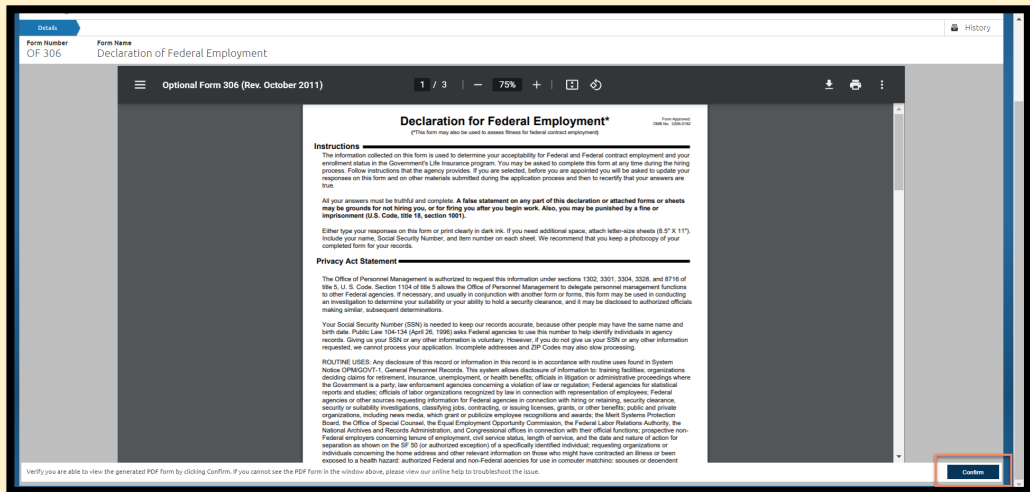 Details
History
Form Number
Form Name
OF 306
Declaration of Federal Employment
Optional Form 306 (Rev. October 2011)
1 / 3
75%
Declaration for Federal Employment*
(*This form may also be used to assess fitness for federal contract employment)
Form Approved:
OMB No. 3206-0182
Instructions
The information collected on this form is used to determine your acceptability for Federal and Federal contract employment and your
enrollment status in the Government's Life Insurance program. You may be asked to complete this form at any time during the hiring
process. Follow instructions that the agency provides. If you are selected, before you are appointed you will be asked to update your
responses on this form and on other materials submitted during the application process and then to recertify that your answers are
true.
All your answers must be truthful and complete. A false statement on any part of this declaration or attached forms or sheets
may be grounds for not hiring you, or for firing you after you begin work. Also, you may be punished by a fine or
imprisonment (U.S. Code, title 18, section 1001).
Either type your responses on this form or print clearly in dark ink. If you need additional space, attach letter-size sheets (8.5" X 11").
Include your name, Social Security Number, and item number on each sheet. We recommend that you keep a photocopy of your
completed form for your records.
Privacy Act Statement
The Office of Personnel Management is authorized to request this information under sections 1302, 3301, 3304, 3328, and 8716 of
title 5, U. S. Code. Section 1104 of title 5 allows the Office of Personnel Management to delegate personnel management functions
to other Federal agencies. If necessary, and usually in conjunction with another form or forms, this form may be used in conducting
an investigation to determine your suitability or your ability to hold a security clearance, and it may be disclosed to authorized officials
making similar, subsequent determinations.
Your Social Security Number (SSN) is needed to keep our records accurate, because other people may have the same name and
birth date. Public Law 104-134 (April 26, 1996) asks Federal agencies to use this number to help identify individuals in agency
records. Giving us your SSN or any other information is voluntary. However, if you do not give us your SSN or any other information
requested, we cannot process your application. Incomplete addresses and ZIP Codes may also slow processing.
ROUTINE USES: Any disclosure of this record or information in this record is in accordance with routine uses found in System
Notice OPM/GOVT-1, General Personnel Records. This system allows disclosure of information to: training facilities; organizations
deciding claims for retirement, insurance, unemployment, or health benefits; officials in litigation or administrative proceedings where
the Government is a party; law enforcement agencies concerning a violation of law or regulation; Federal agencies for statistical
reports and studies; officials of labor organizations recognized by law in connection with representation of employees; Federal
agencies or other sources requesting information for Federal agencies in connection with hiring or retaining, security clearance,
security or suitability investigations, classifying jobs, contracting, or issuing licenses, grants, or other benefits; public and private
organizations, including news media, which grant or publicize employee recognitions and awards; the Merit Systems Protection
Board, the Office of Special Counsel, the Equal Employment Opportunity Commission, the Federal Labor Relations Authority, the
National Archives and Records Administration, and Congressional offices in connection with their official functions; prospective non-
Federal employers concerning tenure of employment, civil service status, length of service, and the date and nature of action for
separation as shown on the SF 50 (or authorized exception) of a specifically identified individual; requesting organizations or
individuals concerning the home address and other relevant information on those who might have contracted an illness or been
exposed to a health hazard; authorized Federal and non-Federal agencies for use in computer matching; spouses or dependent
Verify you are able to view the generated PDF form by clicking Confirm. If you cannot see the PDF form in the window above, please view our online help to troubleshoot the issue.
Confirm